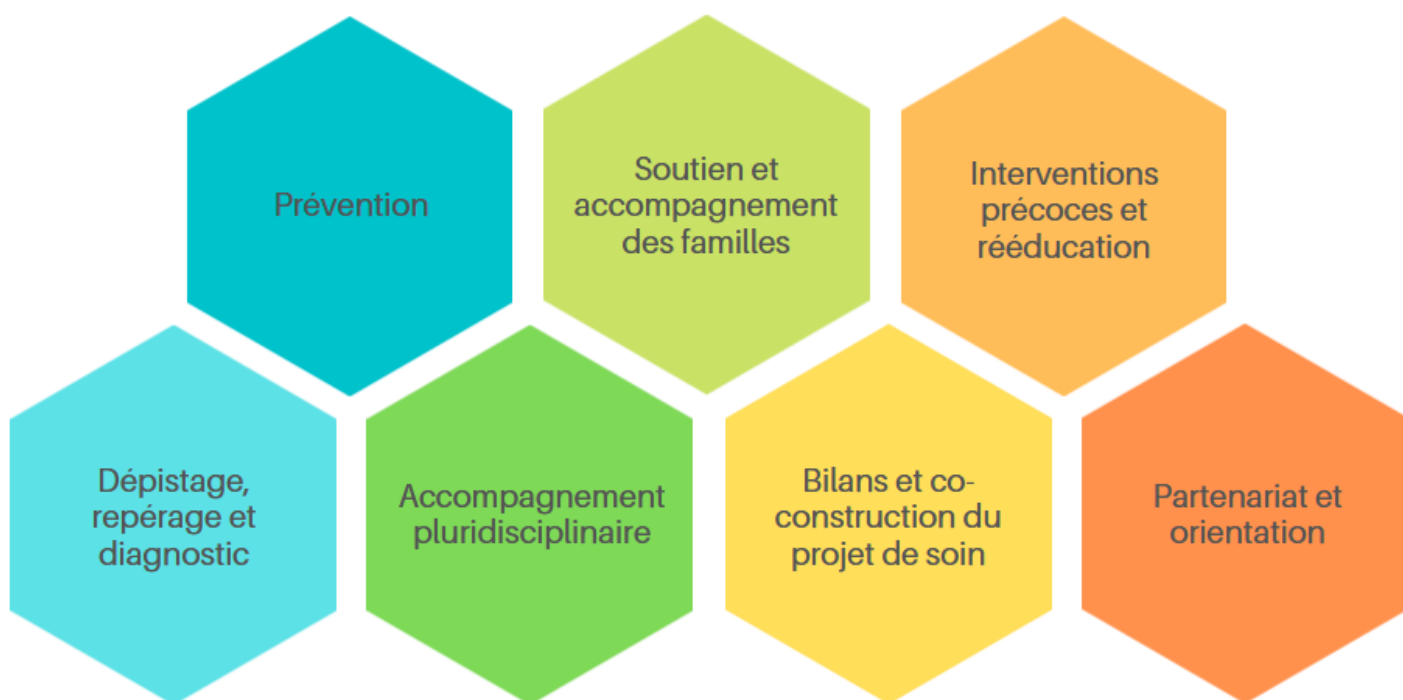 Prévention
Soutien et
accompagnement
des familles
Interventions
précoces et
rééducation
Dépistage,
repérage et
diagnostic
Accompagnement
pluridisciplinaire
Bilans et co-
construction du
projet de soin
Partenariat et
orientation